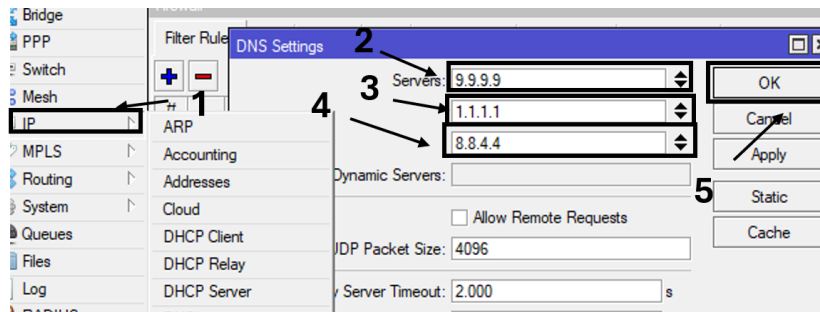 Bridge
PPP
Switch
Mesh
IP
MPLS
Routing
System
Queues
Files
Log
Filter Rule
#
1
ARP
Accounting
Addresses
Cloud
DHCP Client
DHCP Relay
DHCP Server
DNS Settings
2
Servers: 9.9.9.9
3
1.1.1.1
4
8.8.4.4
Dynamic Servers:
Allow Remote Requests
UDP Packet Size: 4096
Server Timeout: 2.000 s
OK
Cancel
Apply
5
Static
Cache